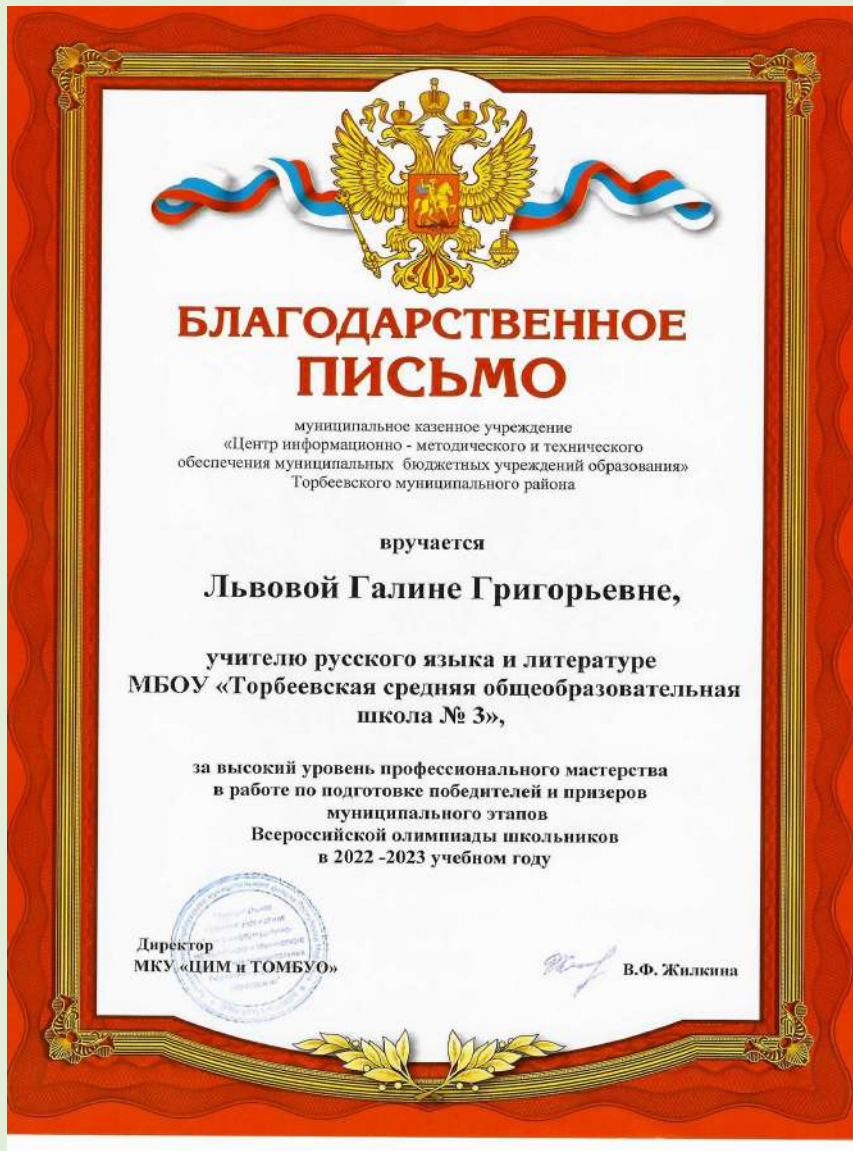 БЛАГОДАРСТВЕННОЕ
ПИСЬМО
муниципальное казенное учреждение
«Центр информационно - методического и технического
обеспечения муниципальных бюджетных учреждений образования»
Торбеевского муниципального района
вручается
Львовой Галине Григорьевне,
учителю русского языка и литературе
МБОУ «Торбеевская средняя общеобразовательная
школа № 3»,
за высокий уровень профессионального мастерства
в работе по подготовке победителей и призеров
муниципального этапов
Всероссийской олимпиады школьников
в 2022 -2023 учебном году
Директор
МКУ «ЦИМ и ТОМБУО»
В.Ф. Жилкина